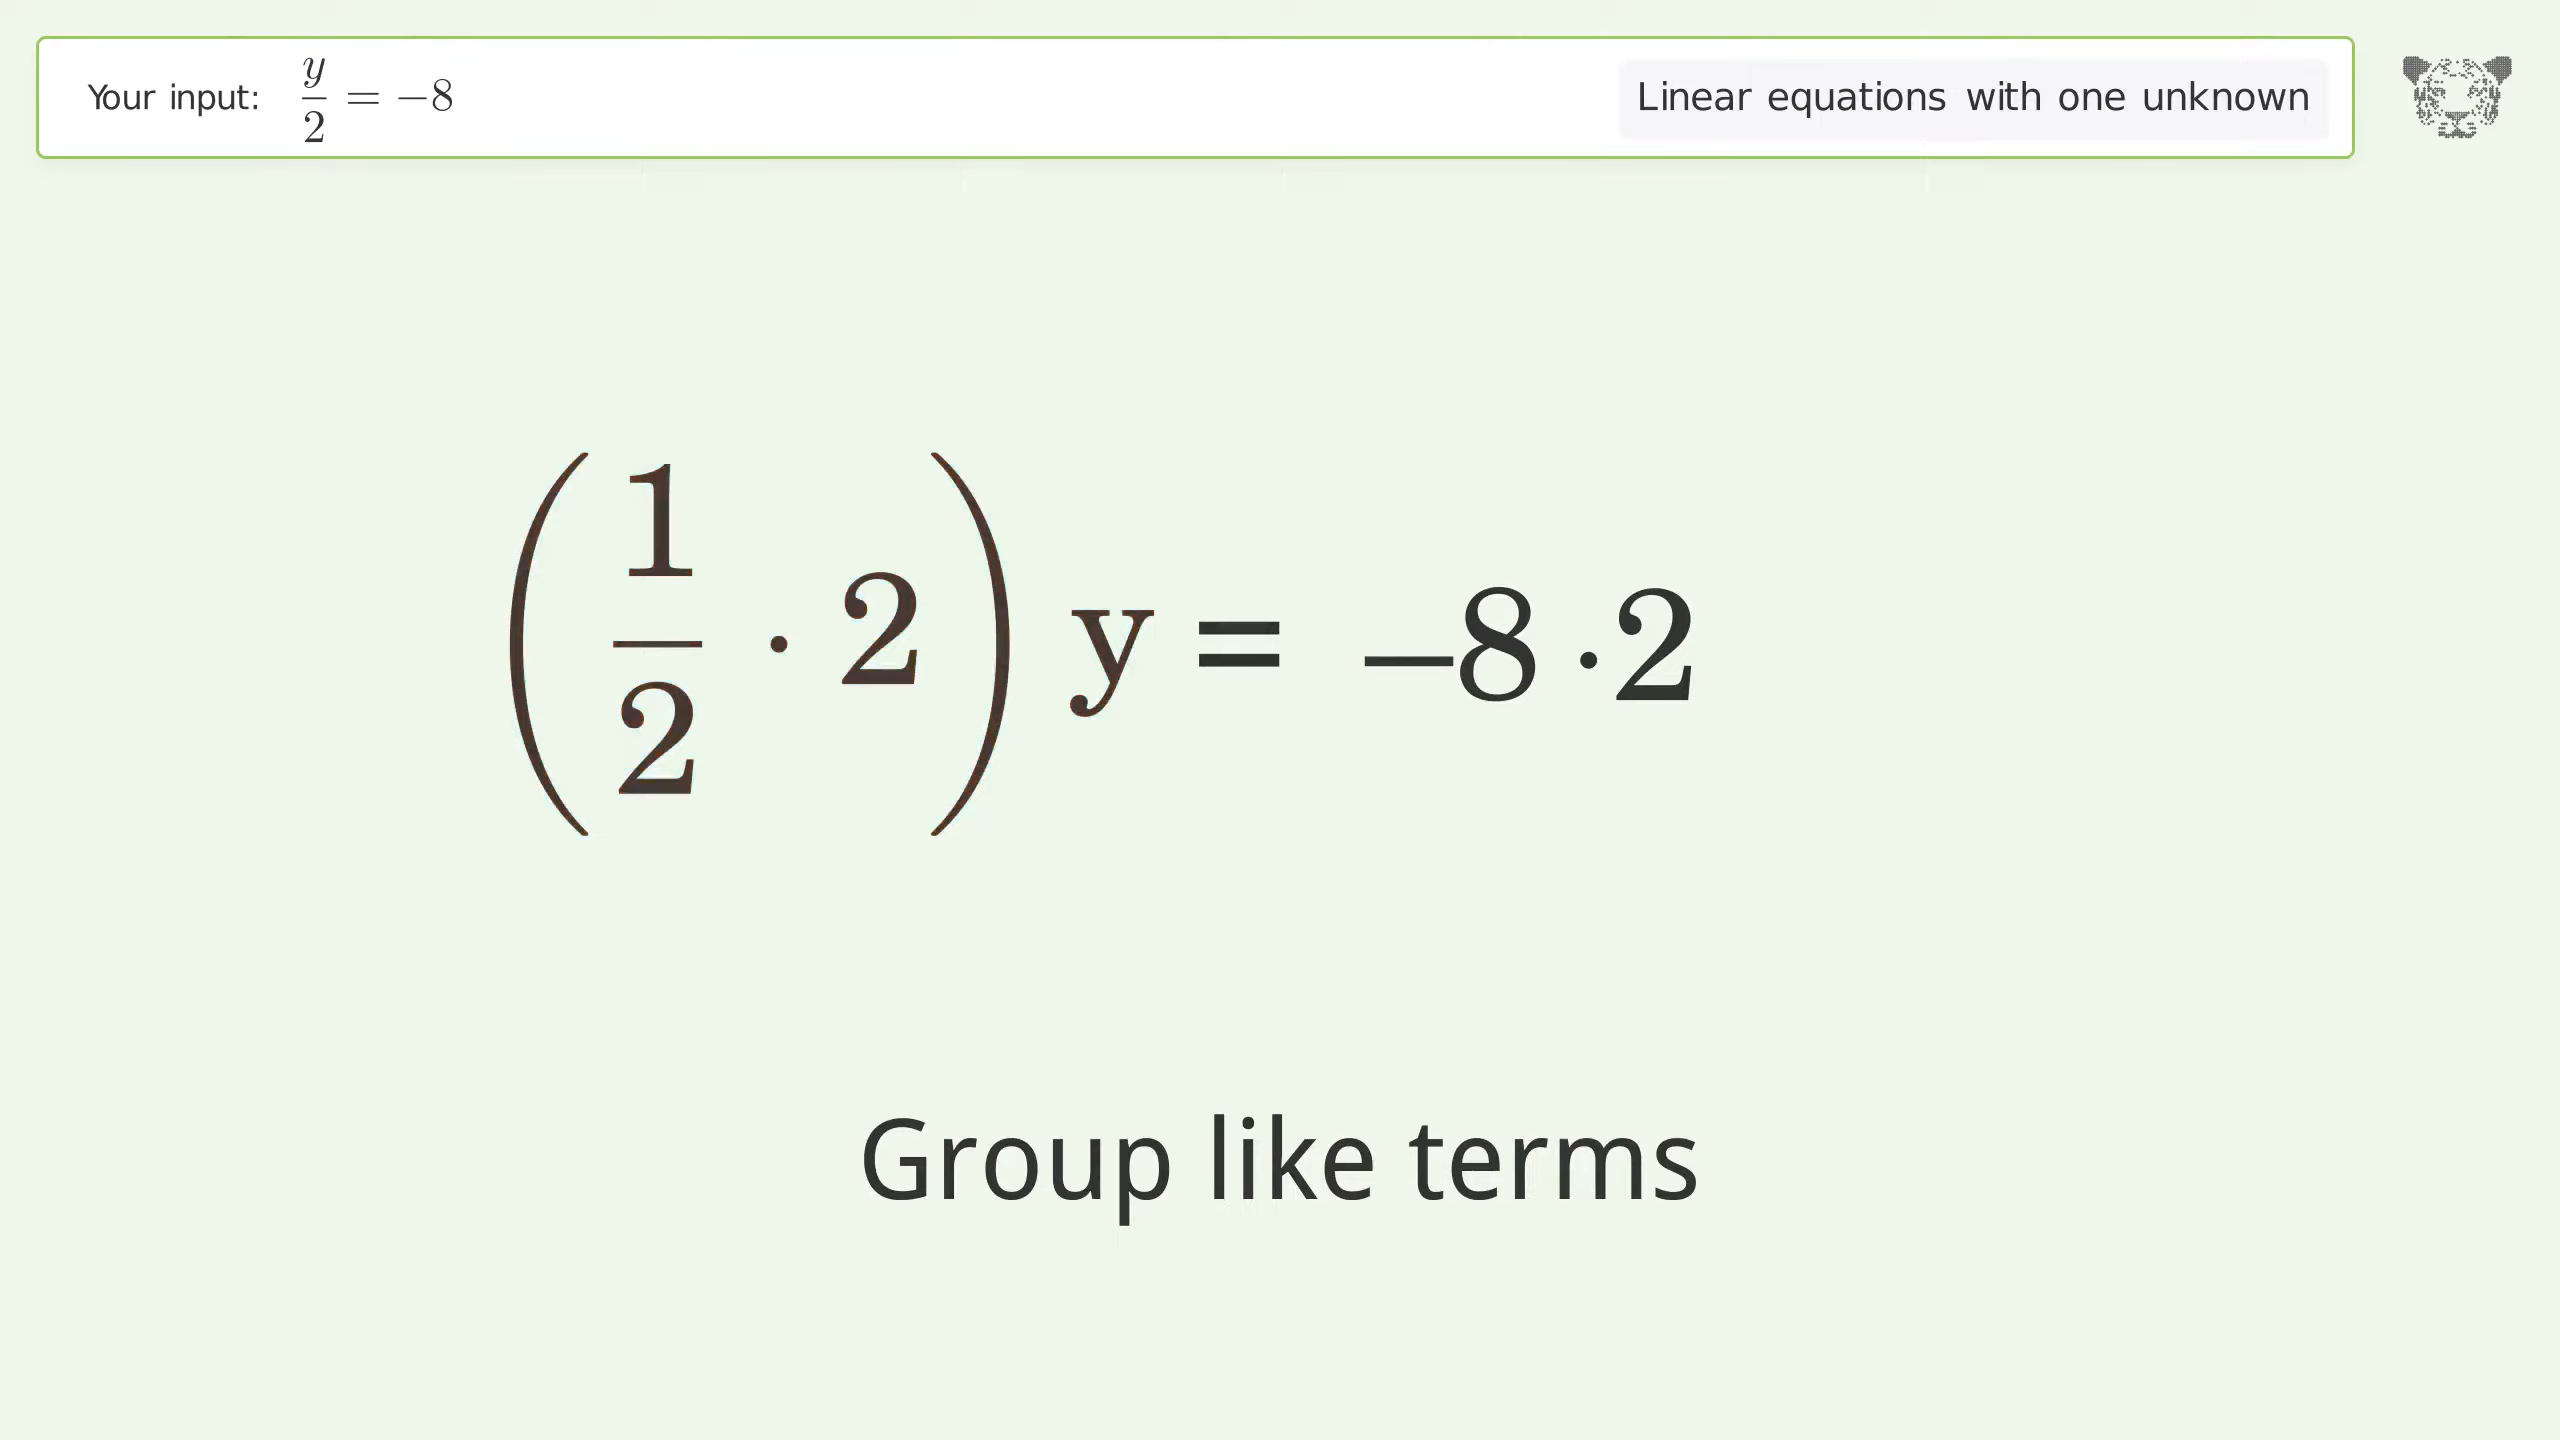 Your input: y/2 = −8
Linear equations with one unknown
(1/2 · 2) y = −8 · 2
Group like terms